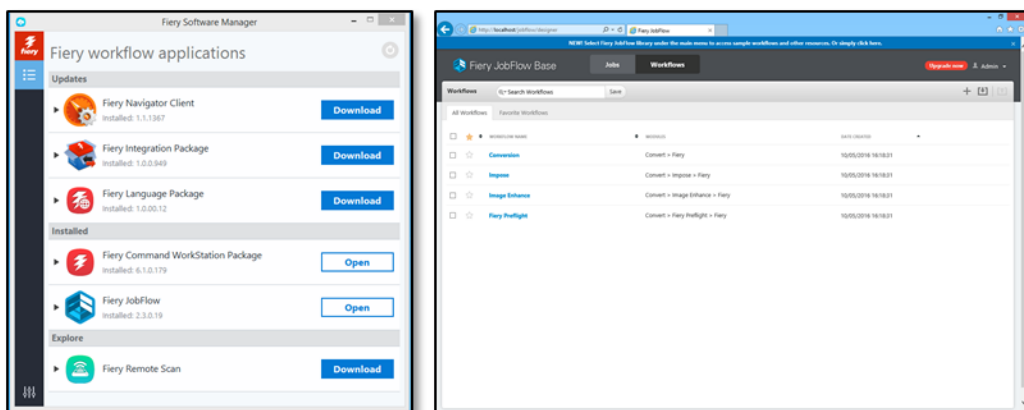 Fiery Software Manager
Fiery
Fiery workflow applications
Updates
Fiery Navigator Client
Installed: 1.1.1367
Download
Fiery Integration Package
Installed: 1.0.0.949
Download
Fiery Language Package
Installed: 1.0.00.12
Download
Installed
Fiery Command WorkStation Package
Installed: 6.1.0.179
Open
Fiery JobFlow
Installed: 2.3.0.19
Open
Explore
Fiery Remote Scan
Download
http://localhost/jobflow/designer
Fiery JobFlow
NEW! Select Fiery JobFlow library under the main menu to access sample workflows and other resources. Or simply click here.
Fiery JobFlow Base
Jobs
Workflows
Upgrade now
Admin
Workflows
Search Workflows
Save
All Workflows
Favorite Workflows
WORKFLOW NAME
MODULES
DATE CREATED
Conversion
Convert > Fiery
10/05/2016 16:18:31
Impose
Convert > Impose > Fiery
10/05/2016 16:18:31
Image Enhance
Convert > Image Enhance > Fiery
10/05/2016 16:18:31
Fiery Preflight
Convert > Fiery Preflight > Fiery
10/05/2016 16:18:31